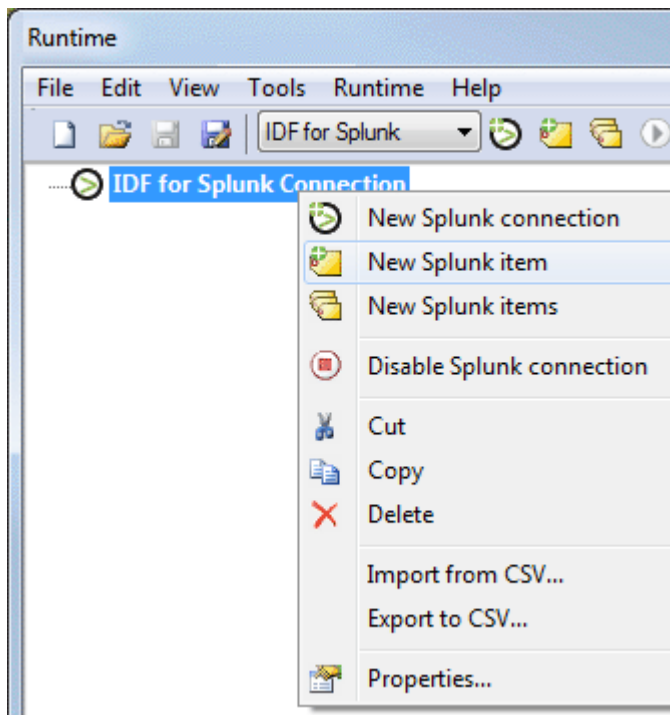 Runtime
File Edit View Tools Runtime Help
IDF for Splunk
IDF for Splunk Connection
New Splunk connection
New Splunk item
New Splunk items
Disable Splunk connection
Cut
Copy
Delete
Import from CSV...
Export to CSV...
Properties...